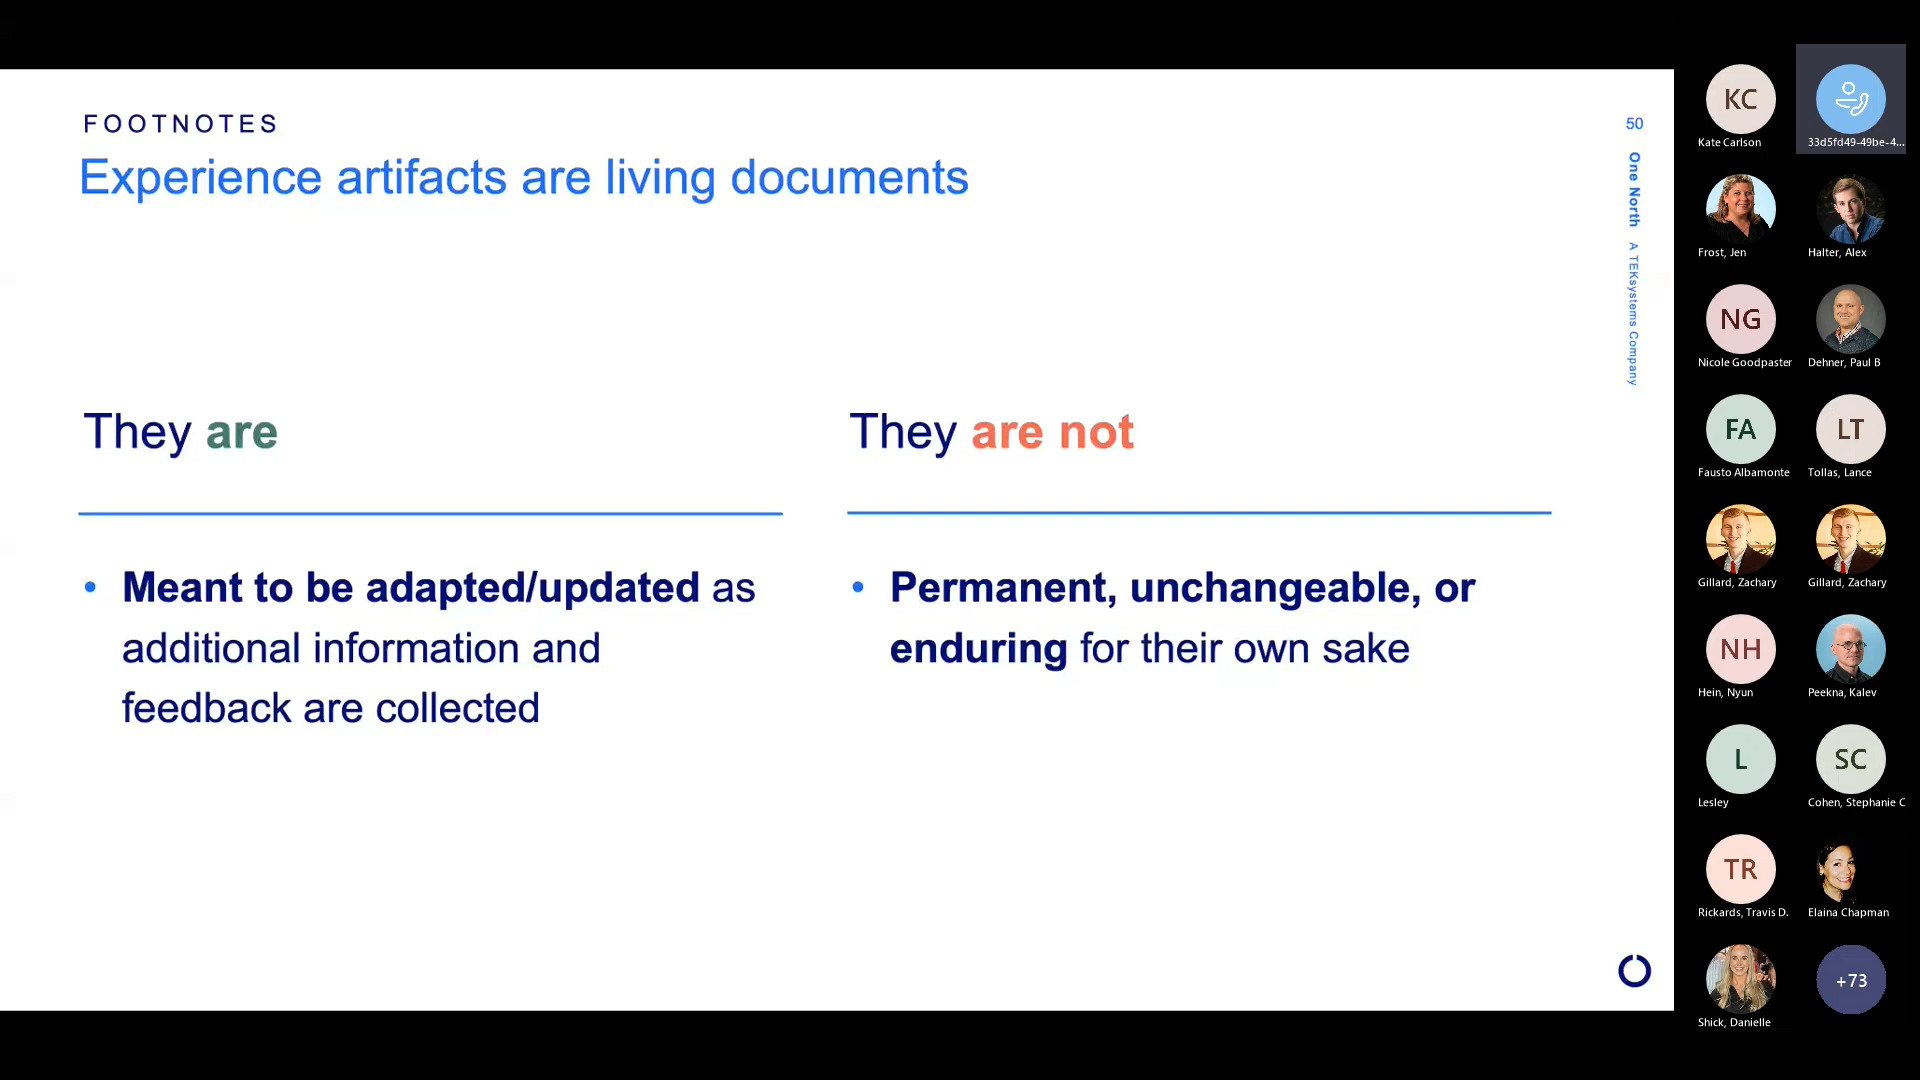 FOOTNOTES
Experience artifacts are living documents
50
One North A TEKsystems Company
They are
• Meant to be adapted/updated as
additional information and
feedback are collected
They are not
• Permanent, unchangeable, or
enduring for their own sake
KC
Kate Carlson
33d5fd49-49be-4...
Frost, Jen
Halter, Alex
NG
Nicole Goodpaster
Dehner, Paul B
FA
Fausto Albamonte
LT
Tollas, Lance
Gillard, Zachary
Gillard, Zachary
NH
Hein, Nyun
Peekna, Kalev
L
Lesley
SC
Cohen, Stephanie C
TR
Rickards, Travis D.
Elaina Chapman
Shick, Danielle
+73